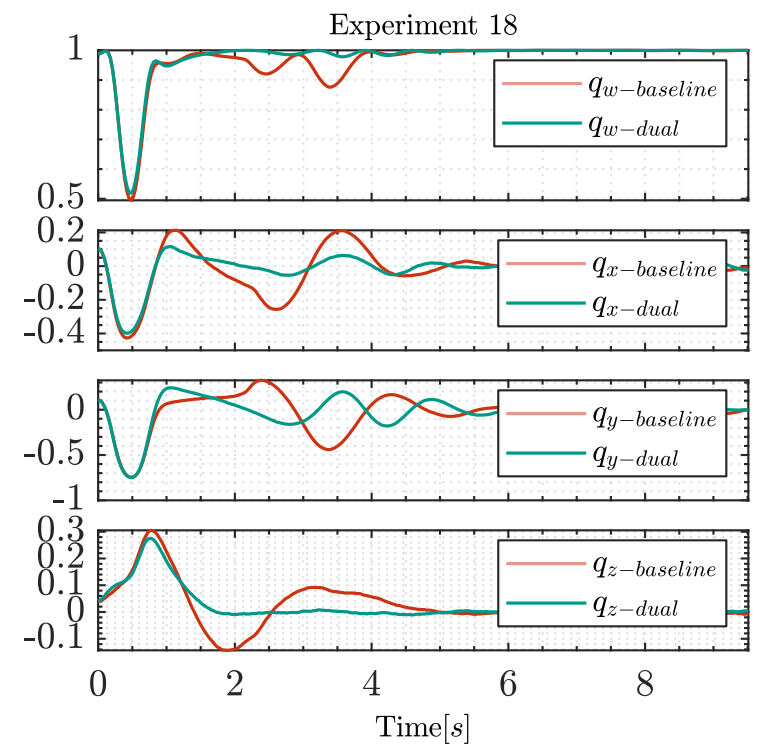 Experiment 18
1
0.5
q_{w-baseline}
q_{w-dual}
0.2
0
-0.2
-0.4
q_{x-baseline}
q_{x-dual}
0
-0.5
-1
q_{y-baseline}
q_{y-dual}
0.3
0.2
0.1
0
-0.1
q_{z-baseline}
q_{z-dual}
0 2 4 6 8
Time[s]